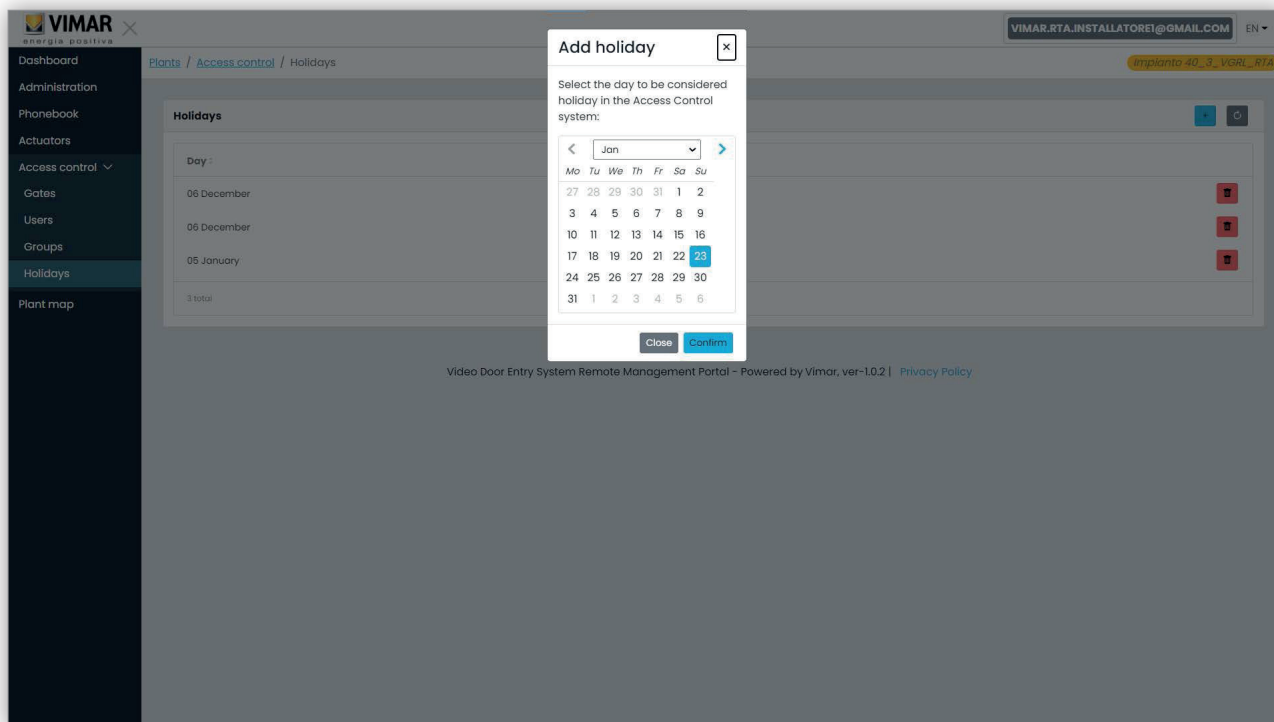 VIMAR
energia positiva
VIMAR.RTA.INSTALLATORE1@GMAIL.COM EN
Dashboard
Administration
Phonebook
Actuators
Access control
Gates
Users
Groups
Holidays
Plant map
Plants / Access control / Holidays
Implanto 40_3_VGRL_RTA
Holidays
+
Day
06 December
06 December
05 January
3 total
Add holiday ×
Select the day to be considered
holiday in the Access Control
system:
Jan
Mo Tu We Th Fr Sa Su
27 28 29 30 31 1 2
3 4 5 6 7 8 9
10 11 12 13 14 15 16
17 18 19 20 21 22 23
24 25 26 27 28 29 30
31 1 2 3 4 5 6
Close Confirm
Video Door Entry System Remote Management Portal - Powered by Vimar, ver-1.0.2 | Privacy Policy